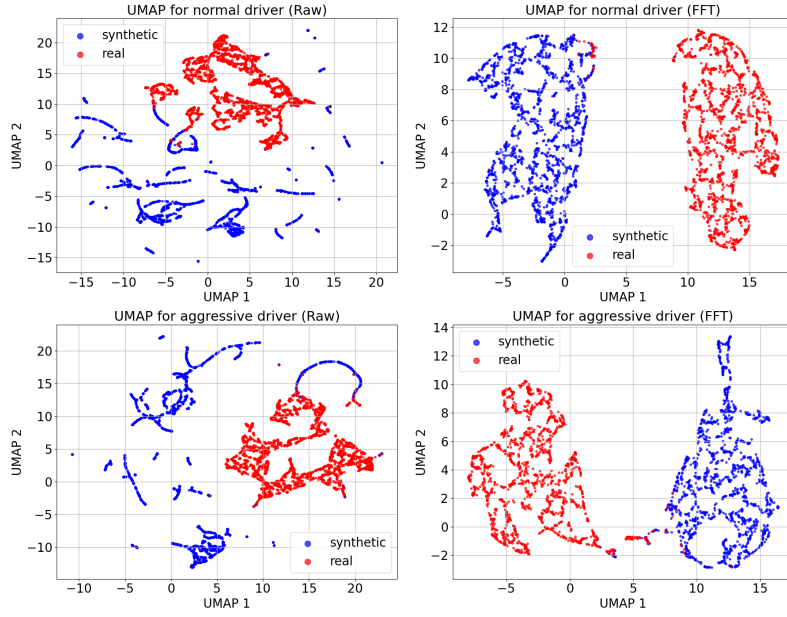 UMAP for normal driver (Raw)
synthetic
real
20
15
10
5
0
−5
−10
−15
UMAP 2
−15
−10
−5
0
5
10
15
20
UMAP 1
UMAP for normal driver (FFT)
12
10
8
6
4
2
0
−2
UMAP 2
synthetic
real
−5
0
5
10
15
UMAP 1
UMAP for aggressive driver (Raw)
20
15
10
5
0
−5
−10
UMAP 2
synthetic
real
−10
−5
0
5
10
15
20
UMAP 1
UMAP for aggressive driver (FFT)
synthetic
real
14
12
10
8
6
4
2
0
−2
UMAP 2
−5
0
5
10
15
UMAP 1